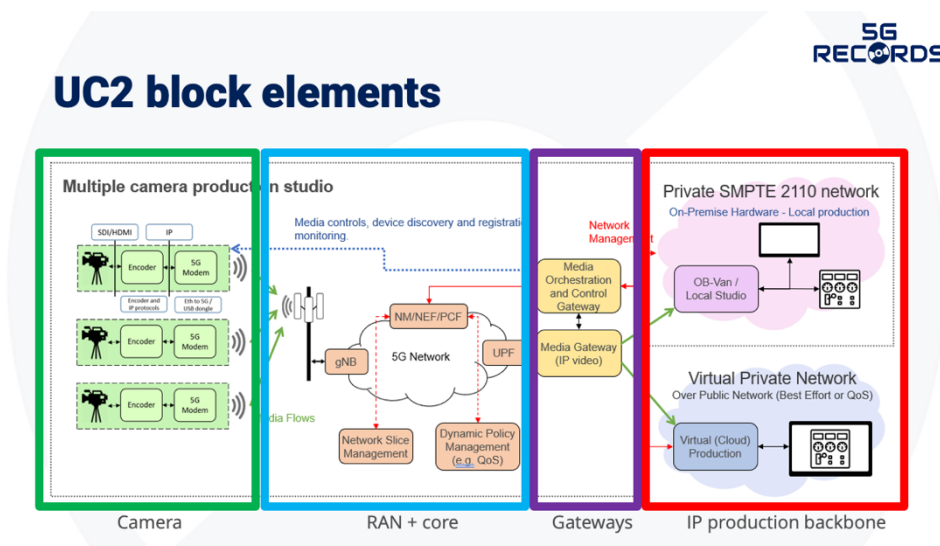 5G
RECORDS
UC2 block elements
Multiple camera production studio
SDI/HDMI
IP
Encoder
5G
Modem
Encoder and
IP protocols
Eth to 5G /
USB dongle
Encoder
5G
Modem
Encoder
5G
Modem
Media controls, device discovery and registrati
monitoring.
NM/NEF/PCF
5G Network
gNB
UPF
edia Flows
Network Slice
Management
Dynamic Policy
Management
(e.g. QoS)
Network
Management
Media
Orchestration
and Control
Gateway
Media Gateway
(IP video)
Private SMPTE 2110 network
On-Premise Hardware - Local production
OB-Van /
Local Studio
Virtual Private Network
Over Public Network (Best Effort or QoS)
Virtual (Cloud)
Production
Camera
RAN + core
Gateways
IP production backbone